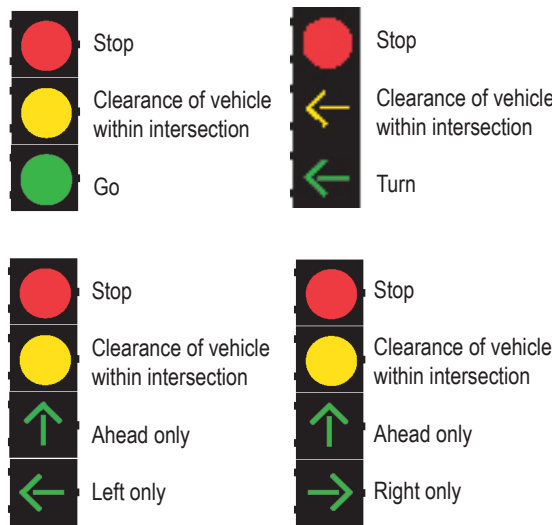 Stop
Clearance of vehicle
within intersection
Go
Stop
Clearance of vehicle
within intersection
Turn
Stop
Clearance of vehicle
within intersection
Ahead only
Left only
Stop
Clearance of vehicle
within intersection
Ahead only
Right only